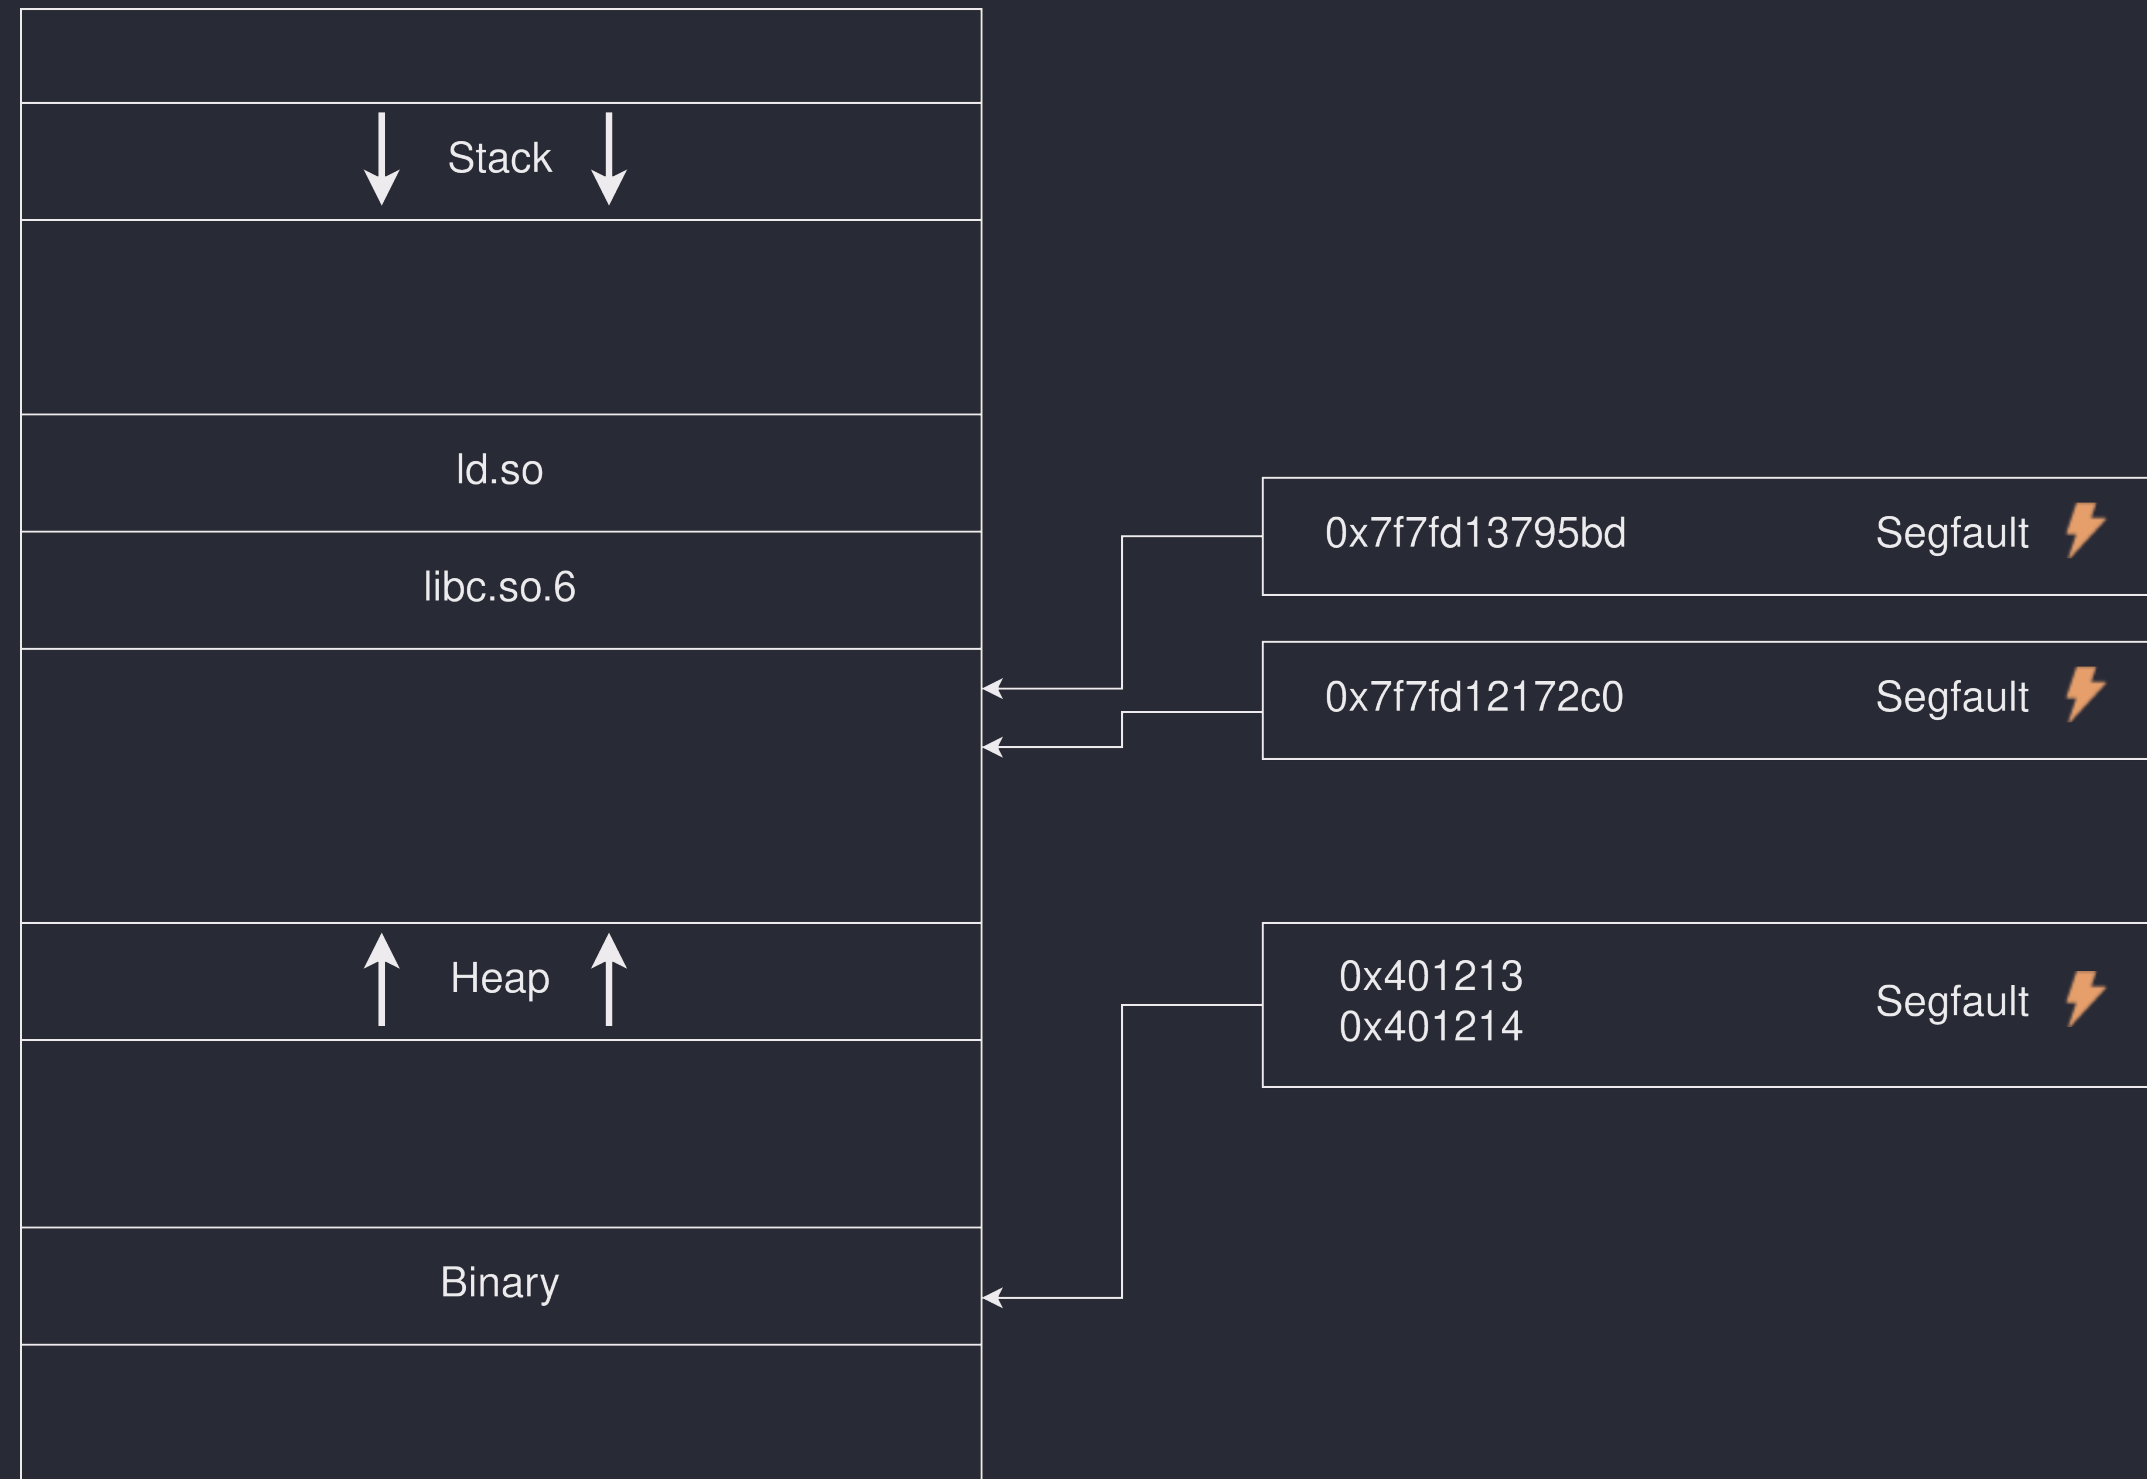 Stack
ld.so
libc.so.6
0x7f7fd13795bd Segfault
0x7f7fd12172c0 Segfault
Heap
0x401213
0x401214
Segfault
Binary